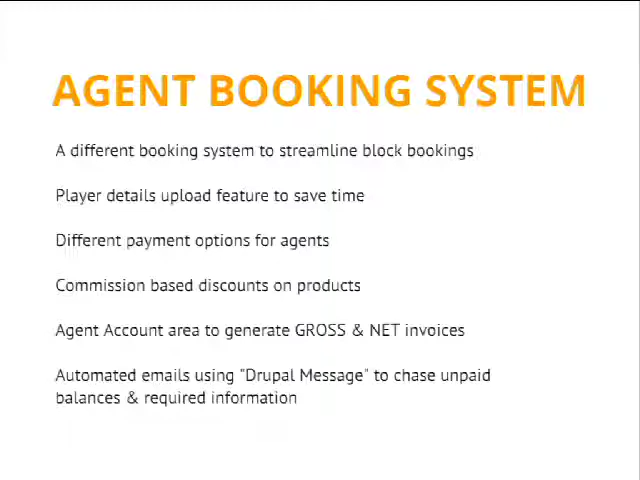 AGENT BOOKING SYSTEM
A different booking system to streamline block bookings
Player details upload feature to save time
Different payment options for agents
Commission based discounts on products
Agent Account area to generate GROSS & NET invoices
Automated emails using "Drupal Message" to chase unpaid
balances & required information